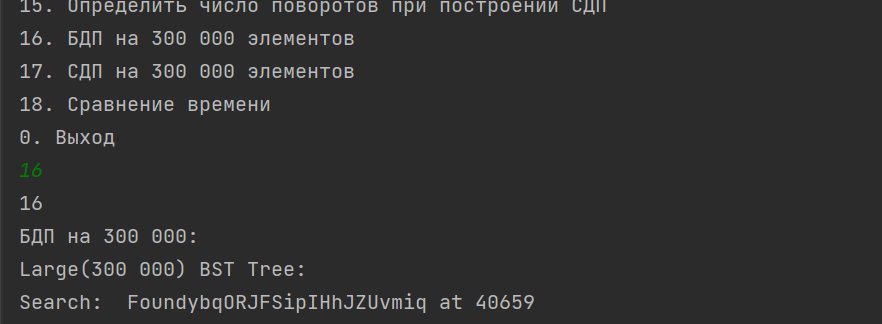 15. Определить число поворотов при построении СДП
16. БДП на 300 000 элементов
17. СДП на 300 000 элементов
18. Сравнение времени
0. Выход
16
16
БДП на 300 000:
Large(300 000) BST Tree:
Search:  FoundybqORJFSipIHhJZUvmiq at 40659